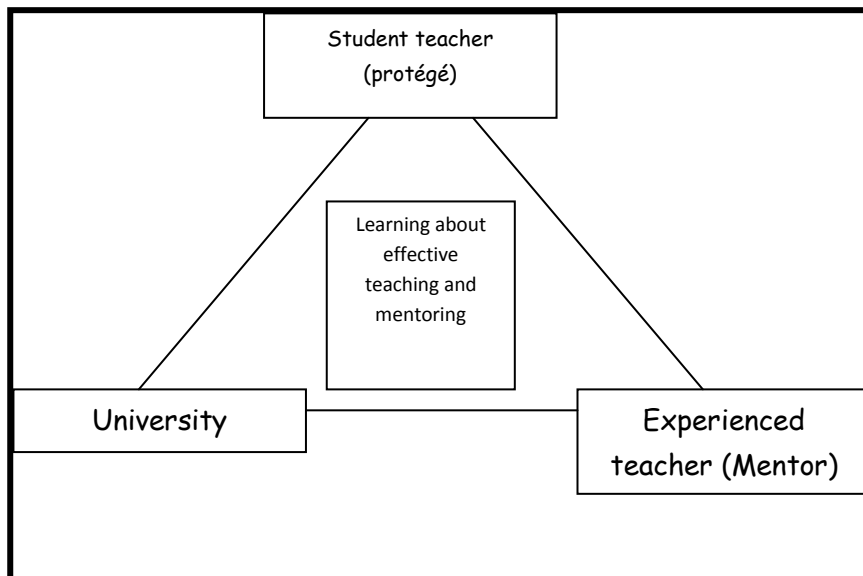 Student teacher
(protégé)
Learning about
effective
teaching and
mentoring
University
Experienced
teacher (Mentor)